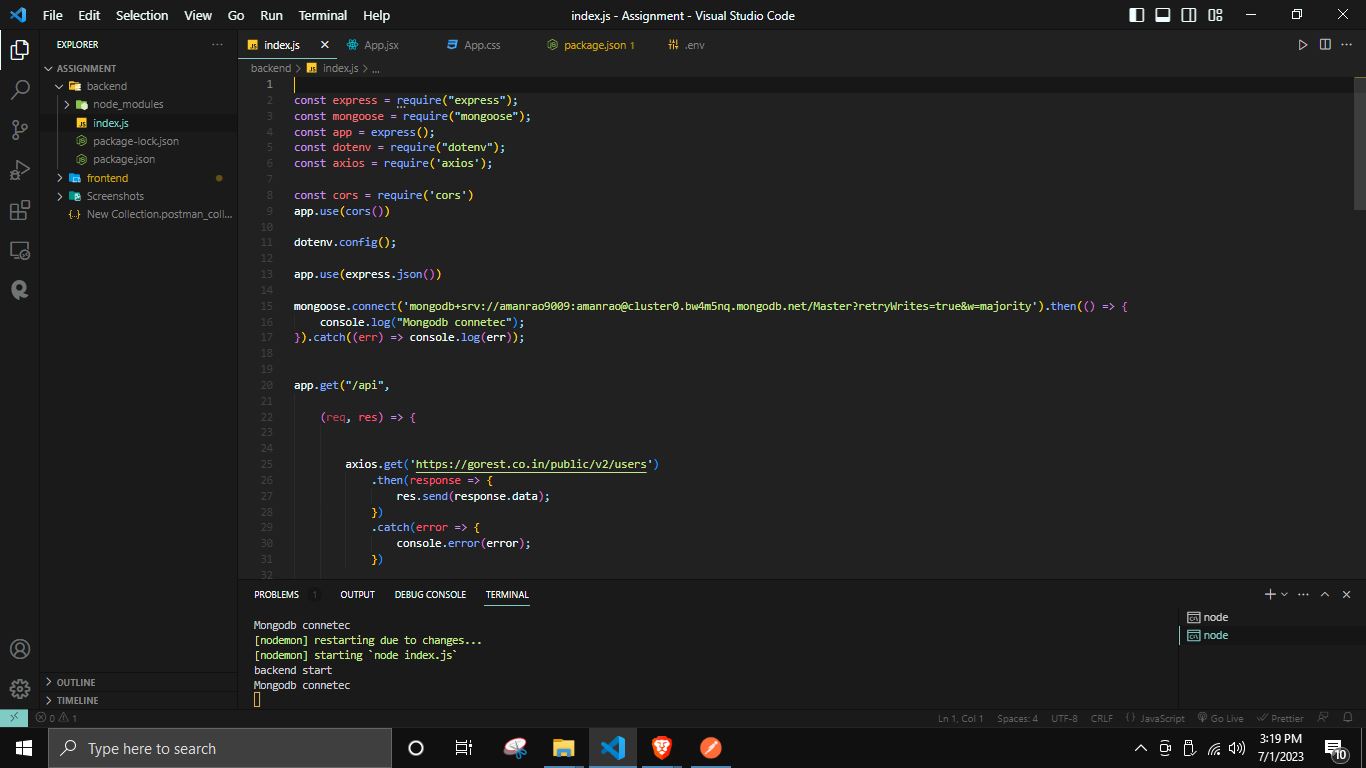 File Edit Selection View Go Run Terminal Help
index.js - Assignment - Visual Studio Code
EXPLORER
ASSIGNMENT
backend
node_modules
index.js
package-lock.json
package.json
frontend
Screenshots
New Collection.postman_coll...
OUTLINE
TIMELINE
index.js App.jsx App.css package.json 1 .env
backend > index.js > ...
1
2 const express = require("express");
3 const mongoose = require("mongoose");
4 const app = express();
5 const dotenv = require("dotenv");
6 const axios = require('axios');
7
8 const cors = require('cors')
9 app.use(cors())
10
11 dotenv.config();
12
13 app.use(express.json())
14
15 mongoose.connect('mongodb+srv://amanrao9009:amanrao@cluster0.bw4m5nq.mongodb.net/Master?retryWrites=true&w=majority').then(() => {
16 console.log("Mongodb connetec");
17 }).catch((err) => console.log(err));
18
19
20 app.get("/api",
21
22 (req, res) => {
23
24
25 axios.get('https://gorest.co.in/public/v2/users')
26 .then(response => {
27 res.send(response.data);
28 })
29 .catch(error => {
30 console.error(error);
31 })
32
PROBLEMS 1 OUTPUT DEBUG CONSOLE TERMINAL
Mongodb connetec
[nodemon] restarting due to changes...
[nodemon] starting `node index.js`
backend start
Mongodb connetec
node
node
0 1
Ln 1, Col 1 Spaces: 4 UTF-8 CRLF {} JavaScript Go Live Prettier
Type here to search
3:19 PM
7/1/2023
10